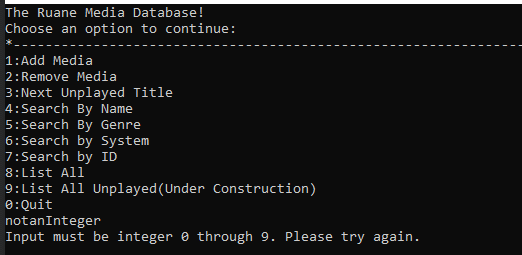 The Ruane Media Database!
Choose an option to continue:
*---------------------------------------------------------------
1:Add Media
2:Remove Media
3:Next Unplayed Title
4:Search By Name
5:Search By Genre
6:Search by System
7:Search by ID
8:List All
9:List All Unplayed(Under Construction)
0:Quit
notanInteger
Input must be integer 0 through 9. Please try again.